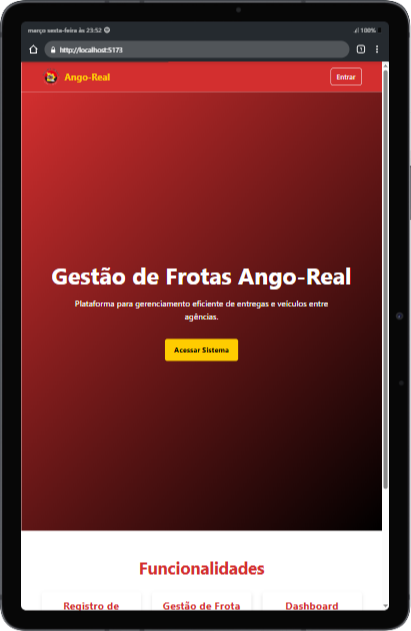 março sexta-feira às 23:52
100%
http://localhost:5173
1
Ango-Real
Entrar
Gestão de Frotas Ango-Real
Plataforma para gerenciamento eficiente de entregas e veículos entre
agências.
Acessar Sistema
Funcionalidades
Registro de
Gestão de Frota
Dashboard